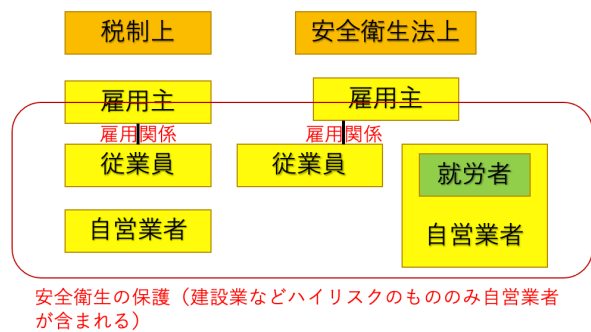 税制上
安全衛生法上
雇用主
雇用主
雇用関係
雇用関係
従業員
従業員
就労者
自営業者
自営業者
安全衛生の保護（建設業などハイリスクのもののみ自営業者
が含まれる）